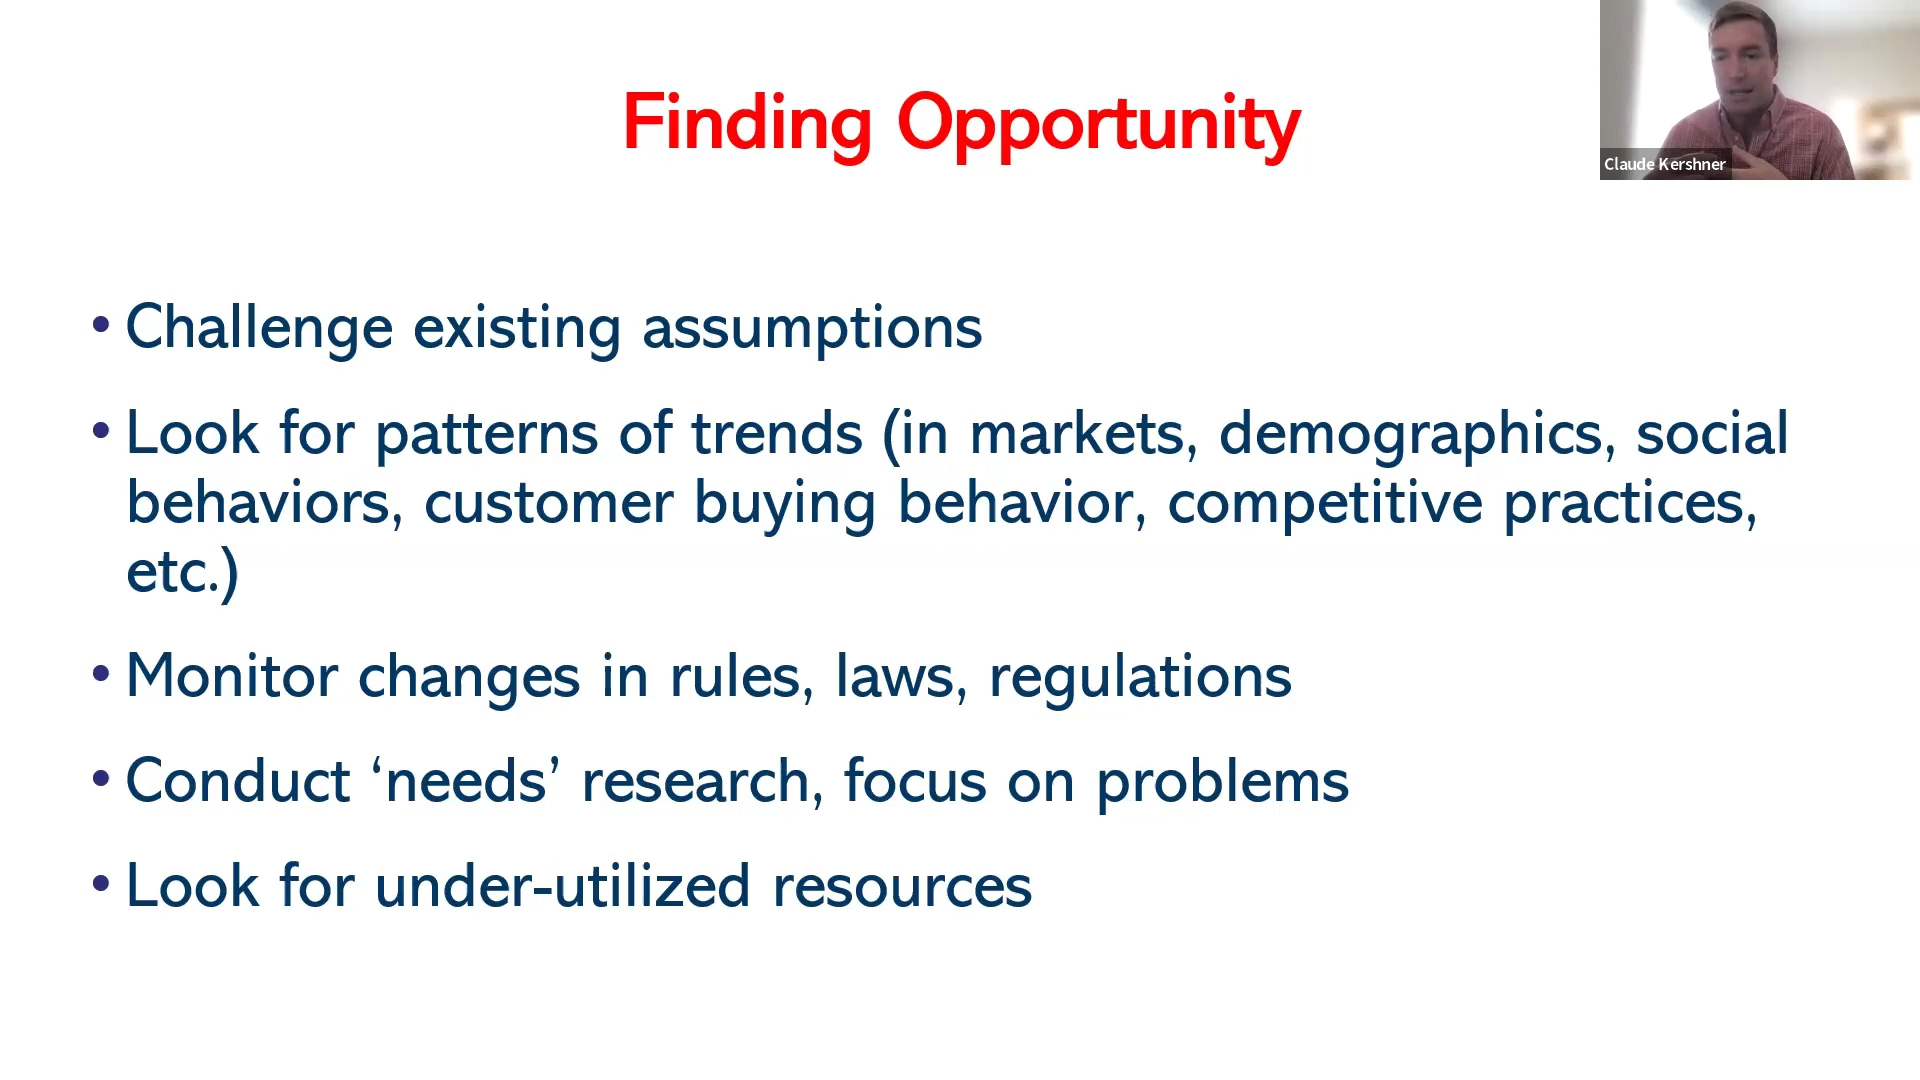 Finding Opportunity
Claude Kershner
• Challenge existing assumptions
• Look for patterns of trends (in markets, demographics, social
behaviors, customer buying behavior, competitive practices,
etc.)
• Monitor changes in rules, laws, regulations
• Conduct ‘needs’ research, focus on problems
• Look for under-utilized resources